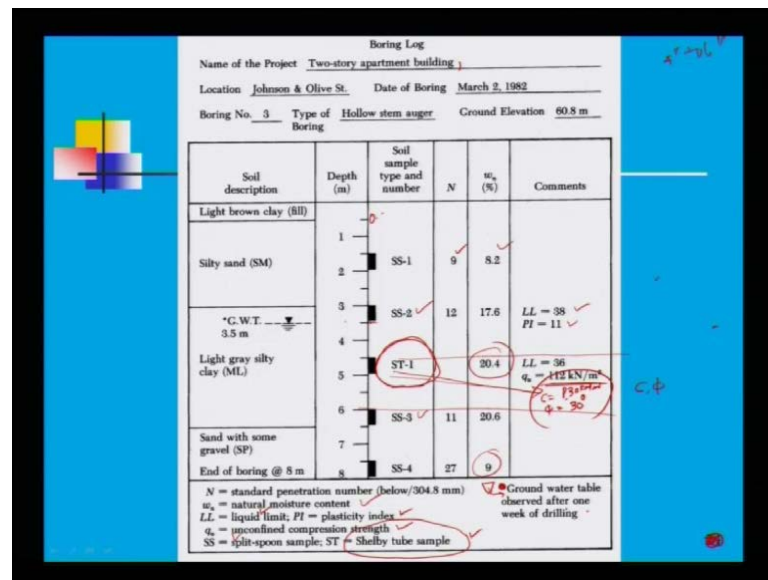 Boring Log
Name of the Project Two-story apartment building
Location Johnson & Olive St. Date of Boring March 2, 1982
Boring No. 3 Type of Boring Hollow stem auger Ground Elevation 60.8 m
Soil description Depth (m) Soil sample type and number N wₙ (%) Comments
Light brown clay (fill)
1
Silty sand (SM) SS-1 9 8.2
2
3 SS-2 12 17.6 LL = 38
PI = 11
*G.W.T.
3.5 m
4
Light gray silty clay (ML) ST-1 20.4 LL = 36
5 qᵤ = 112 kN/m²
c =
φ = 30°
C, φ
6 SS-3 11 20.6
Sand with some gravel (SP)
7
End of boring @ 8 m 8 SS-4 27 9
N = standard penetration number (below/304.8 mm)
wₙ = natural moisture content
LL = liquid limit; PI = plasticity index
qᵤ = unconfined compression strength
SS = split-spoon sample; ST = Shelby tube sample
Ground water table
observed after one
week of drilling